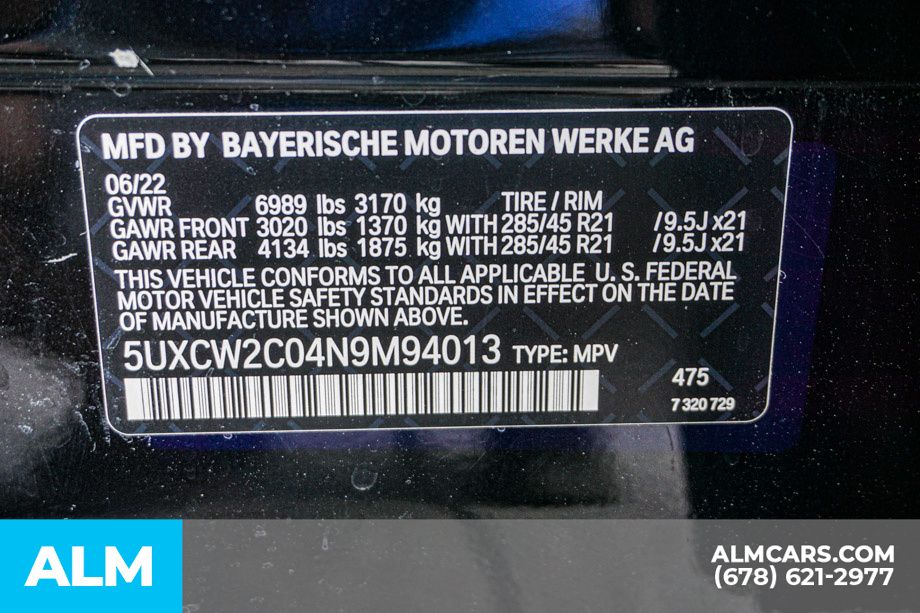 MFD BY BAYERISCHE MOTOREN WERKE AG
06/22
GVWR 6989 lbs 3170 kg TIRE / RIM
GAWR FRONT 3020 lbs 1370 kg WITH 285/45 R21 /9.5J x21
GAWR REAR 4134 lbs 1875 kg WITH 285/45 R21 /9.5J x21
THIS VEHICLE CONFORMS TO ALL APPLICABLE U. S. FEDERAL
MOTOR VEHICLE SAFETY STANDARDS IN EFFECT ON THE DATE
OF MANUFACTURE SHOWN ABOVE.
5UXCW2C04N9M94013 TYPE: MPV
475
7 320 729
ALM
ALMCARS.COM
(678) 621-2977